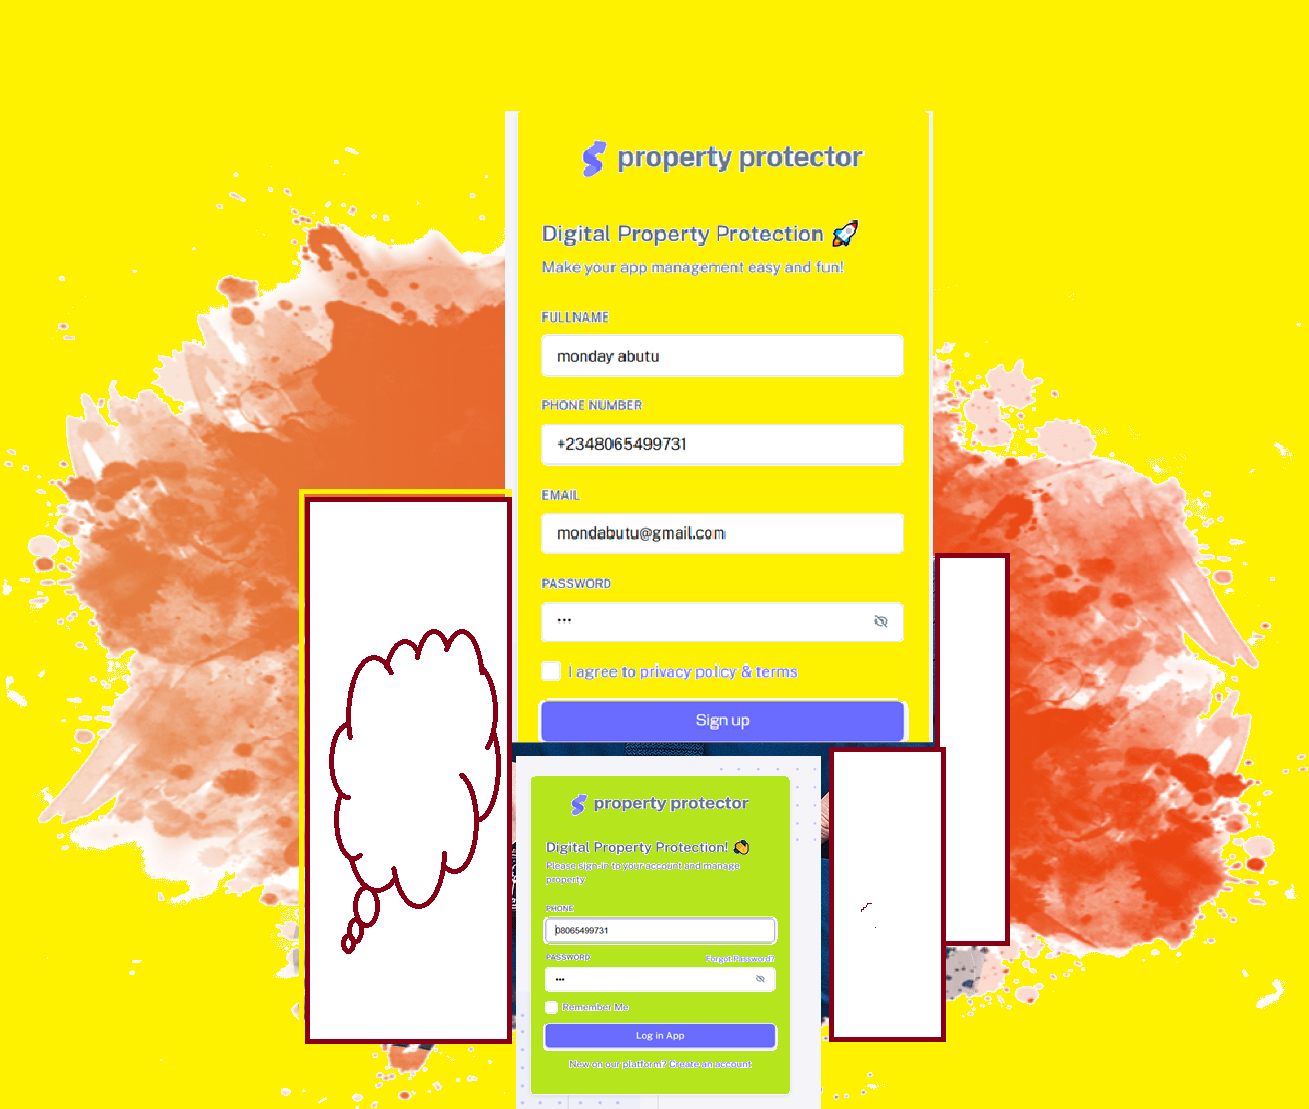 property protector
Digital Property Protection 🚀
Make your app management easy and fun!
FULLNAME
monday abutu
PHONE NUMBER
+2348065499731
EMAIL
mondabutu@gmail.com
PASSWORD
•••
I agree to privacy policy & terms
Sign up
property protector
Digital Property Protection! 👏
Please sign-in to your account and manage
property
PHONE
08065499731
PASSWORD
Forgot Password?
•••
Remember Me
Log in App
New on our platform? Create an account